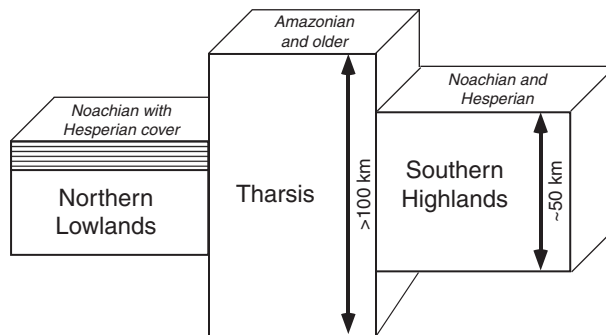 Amazonian
and older
Noachian with
Hesperian cover
Noachian and
Hesperian
Northern
Lowlands
Tharsis
>100 km
Southern
Highlands
~50 km